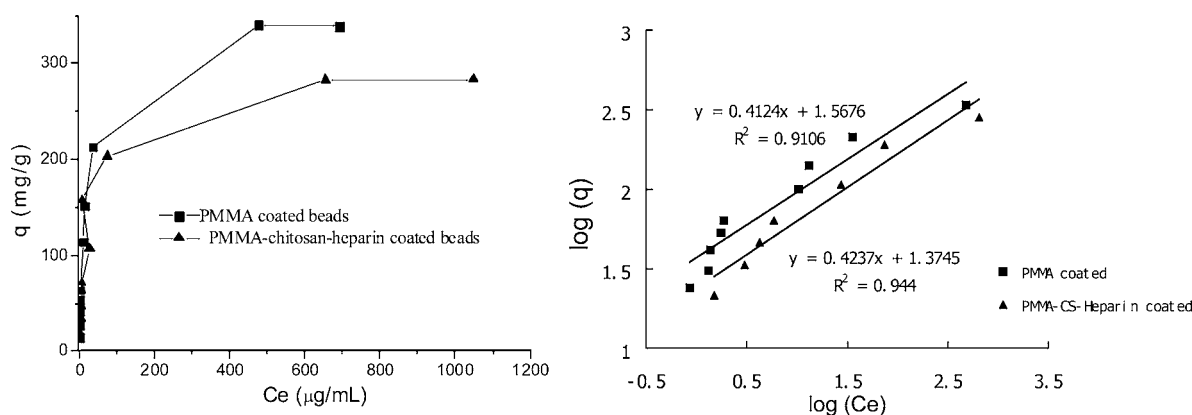 q (mg/g)
300
200
100
0
PMMA coated beads
PMMA-chitosan-heparin coated beads
0 200 400 600 800 1000 1200
Ce (μg/mL)
log (q)
2.5
2
1.5
1
y = 0.4124x + 1.5676
R² = 0.9106
y = 0.4237x + 1.3745
R² = 0.944
PMMA coated
PMMA-CS-Heparin coated
-0.5 0.5 1.5 2.5 3.5
log (Ce)